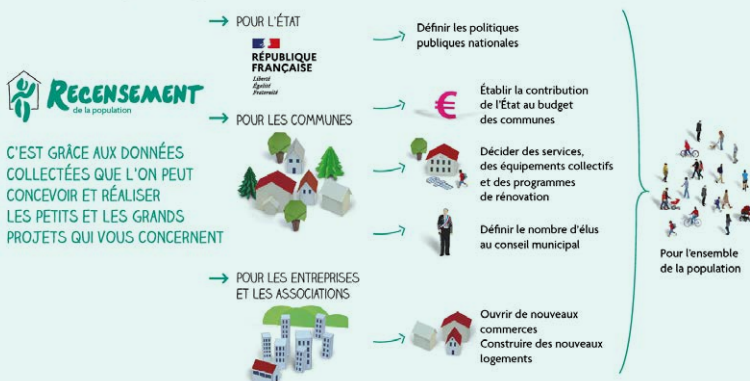 RECENSEMENT
de la population
C'EST GRÂCE AUX DONNÉES
COLLECTÉES QUE L'ON PEUT
CONCEVOIR ET RÉALISER
LES PETITS ET LES GRANDS
PROJETS QUI VOUS CONCERNENT
POUR L'ÉTAT
RÉPUBLIQUE
FRANÇAISE
Liberté
Égalité
Fraternité
Définir les politiques
publiques nationales
POUR LES COMMUNES
€
Établir la contribution
de l'État au budget
des communes
Décider des services,
des équipements collectifs
et des programmes
de rénovation
Définir le nombre d'élus
au conseil municipal
POUR LES ENTREPRISES
ET LES ASSOCIATIONS
Ouvrir de nouveaux
commerces
Construire des nouveaux
logements
Pour l'ensemble
de la population